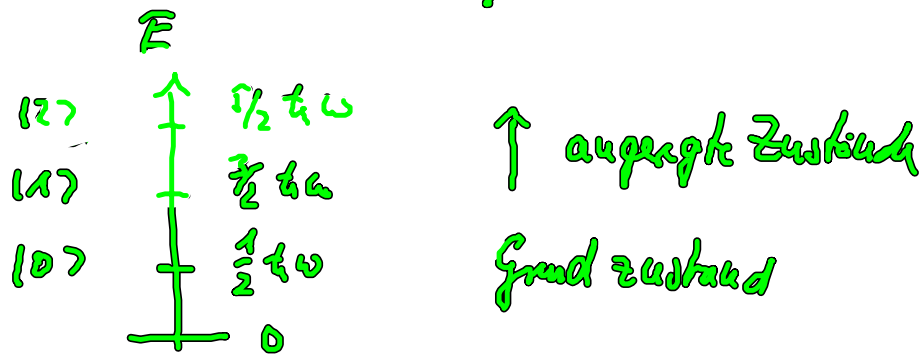 E
|2⟩ 5/2 ħω
|1⟩ 3/2 ħω angeregte Zustände
|0⟩ 1/2 ħω Grundzustand
0